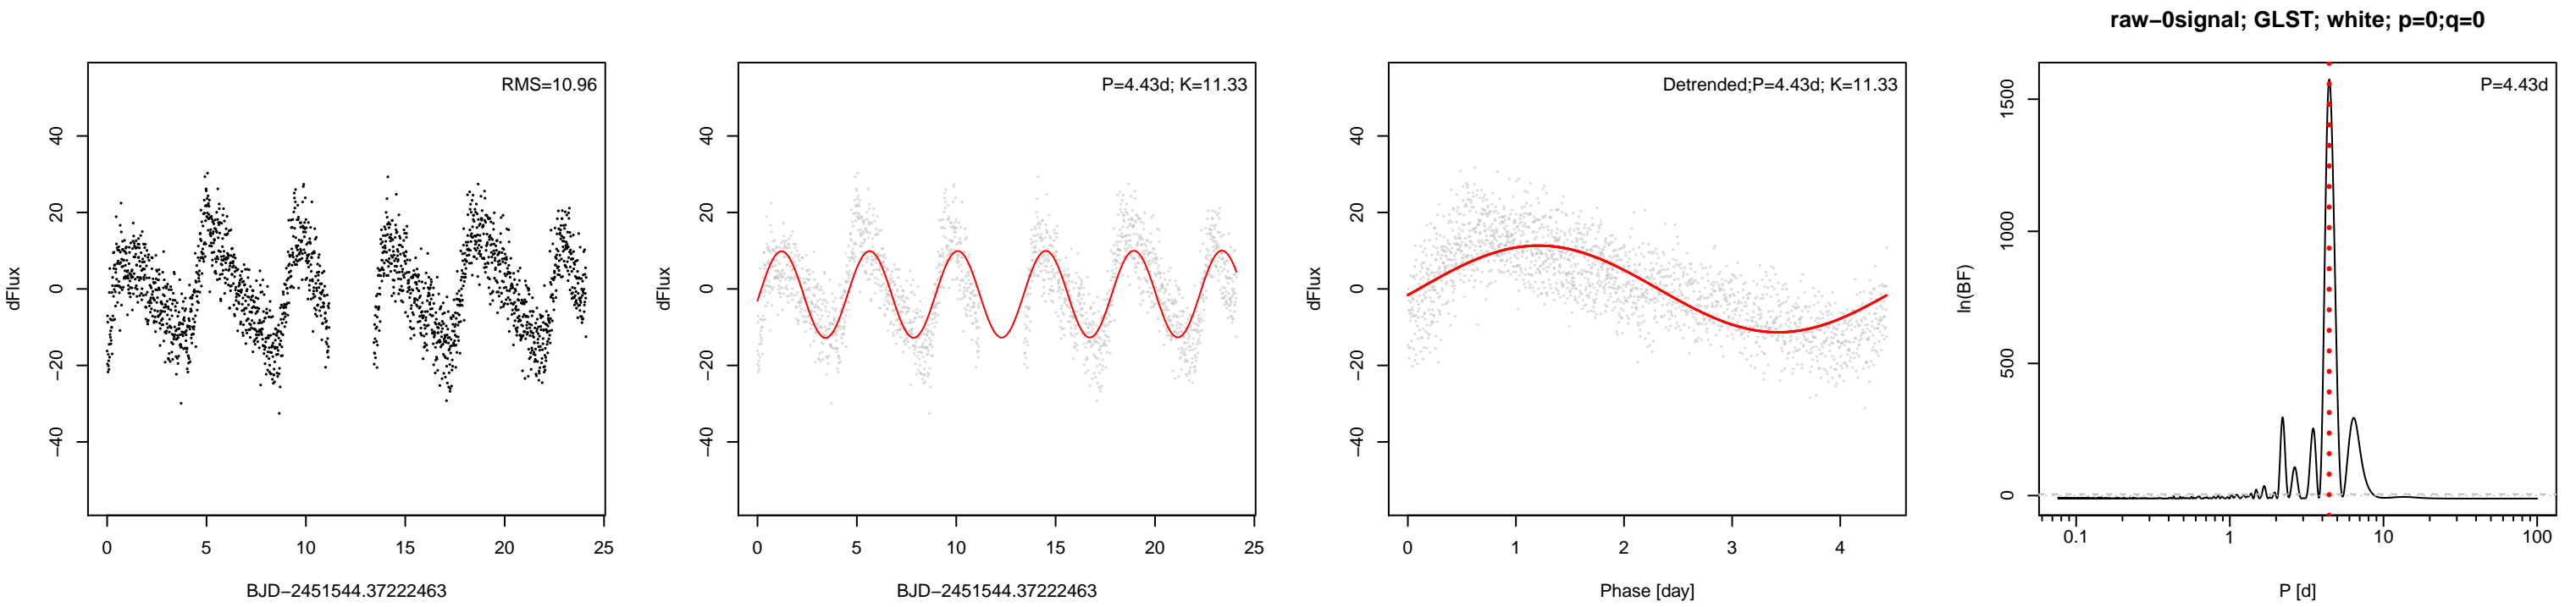 raw−0signal; GLST; white; p=0;q=0
RMS=10.96
40
20
0
−20
−40
dFlux
0 5 10 15 20 25
BJD−2451544.37222463
P=4.43d; K=11.33
40
20
0
−20
−40
dFlux
0 5 10 15 20 25
BJD−2451544.37222463
Detrended;P=4.43d; K=11.33
40
20
0
−20
−40
dFlux
0 1 2 3 4
Phase [day]
P=4.43d
1500
1000
500
0
ln(BF)
0.1 1 10 100
P [d]